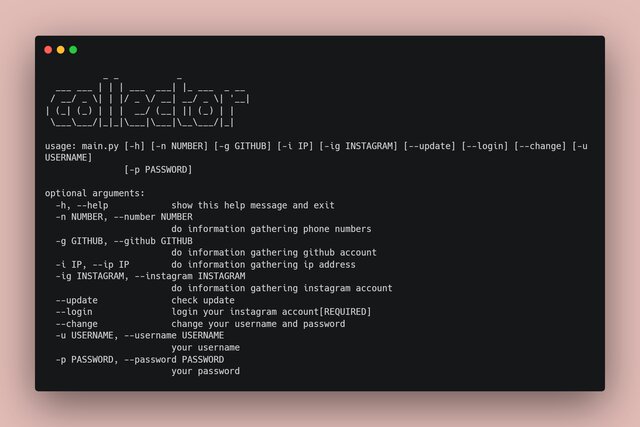 collector
usage: main.py [-h] [-n NUMBER] [-g GITHUB] [-i IP] [-ig INSTAGRAM] [--update] [--login] [--change] [-u
USERNAME]
[-p PASSWORD]
optional arguments:
-h, --help show this help message and exit
-n NUMBER, --number NUMBER
do information gathering phone numbers
-g GITHUB, --github GITHUB
do information gathering github account
-i IP, --ip IP do information gathering ip address
-ig INSTAGRAM, --instagram INSTAGRAM
do information gathering instagram account
--update check update
--login login your instagram account[REQUIRED]
--change change your username and password
-u USERNAME, --username USERNAME
your username
-p PASSWORD, --password PASSWORD
your password